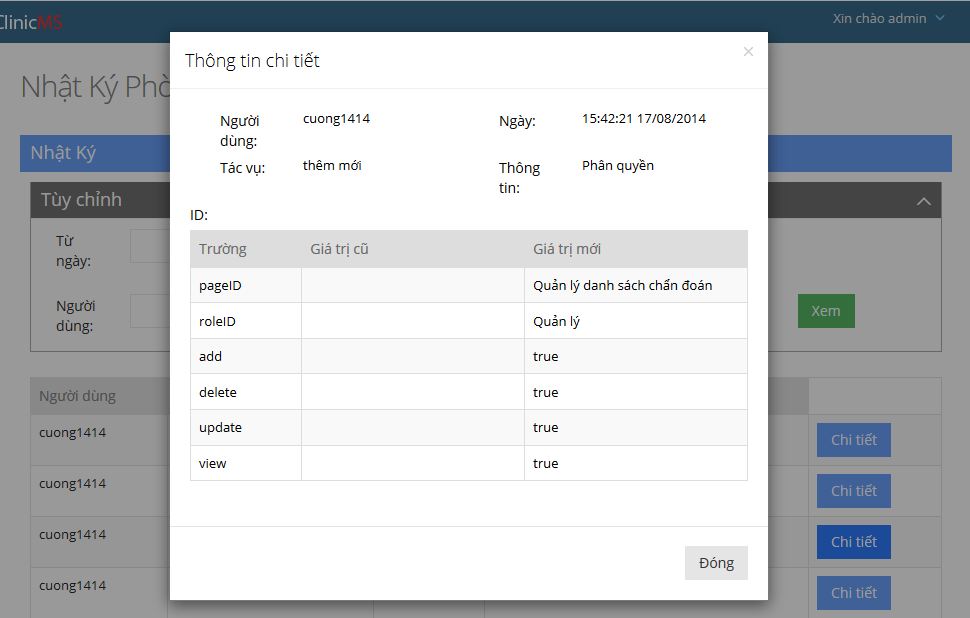 ClinicMS
Xin chào admin
Thông tin chi tiết
×
Nhật Ký
Người dùng:
cuong1414
Ngày:
15:42:21 17/08/2014
Tác vụ:
thêm mới
Thông tin:
Phân quyền
ID:
Trường Giá trị cũ Giá trị mới
pageID Quản lý danh sách chẩn đoán
roleID Quản lý
add true
delete true
update true
view true
Đóng
Nhật Ký
Tùy chỉnh
Từ ngày:
Người dùng:
Xem
Người dùng
cuong1414 Chi tiết
cuong1414 Chi tiết
cuong1414 Chi tiết
cuong1414 Chi tiết